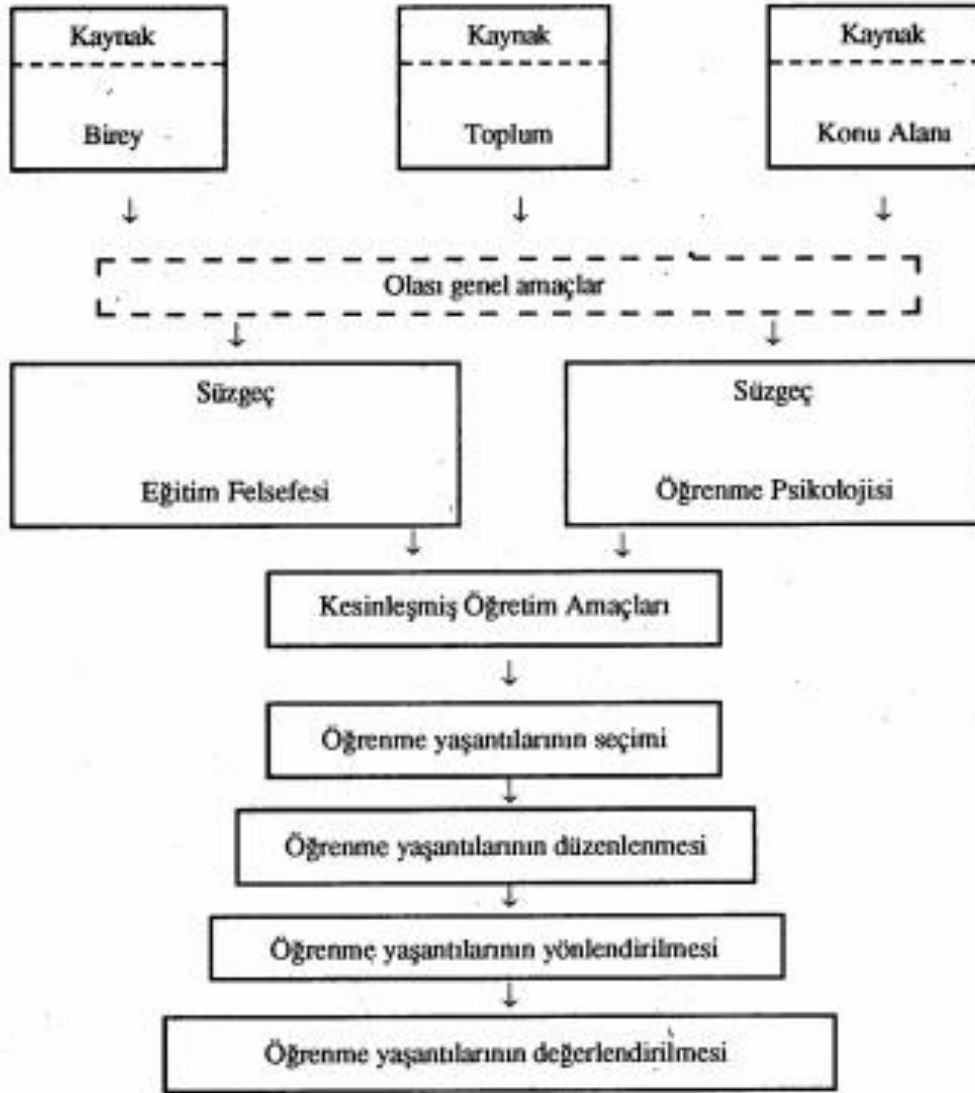 Kaynak
Birey
Kaynak
Toplum
Kaynak
Konu Alanı
Olası genel amaçlar
Süzgeç
Eğitim Felsefesi
Süzgeç
Öğrenme Psikolojisi
Kesinleşmiş Öğretim Amaçları
Öğrenme yaşantılarının seçimi
Öğrenme yaşantılarının düzenlenmesi
Öğrenme yaşantılarının yönlendirilmesi
Öğrenme yaşantılarının değerlendirilmesi